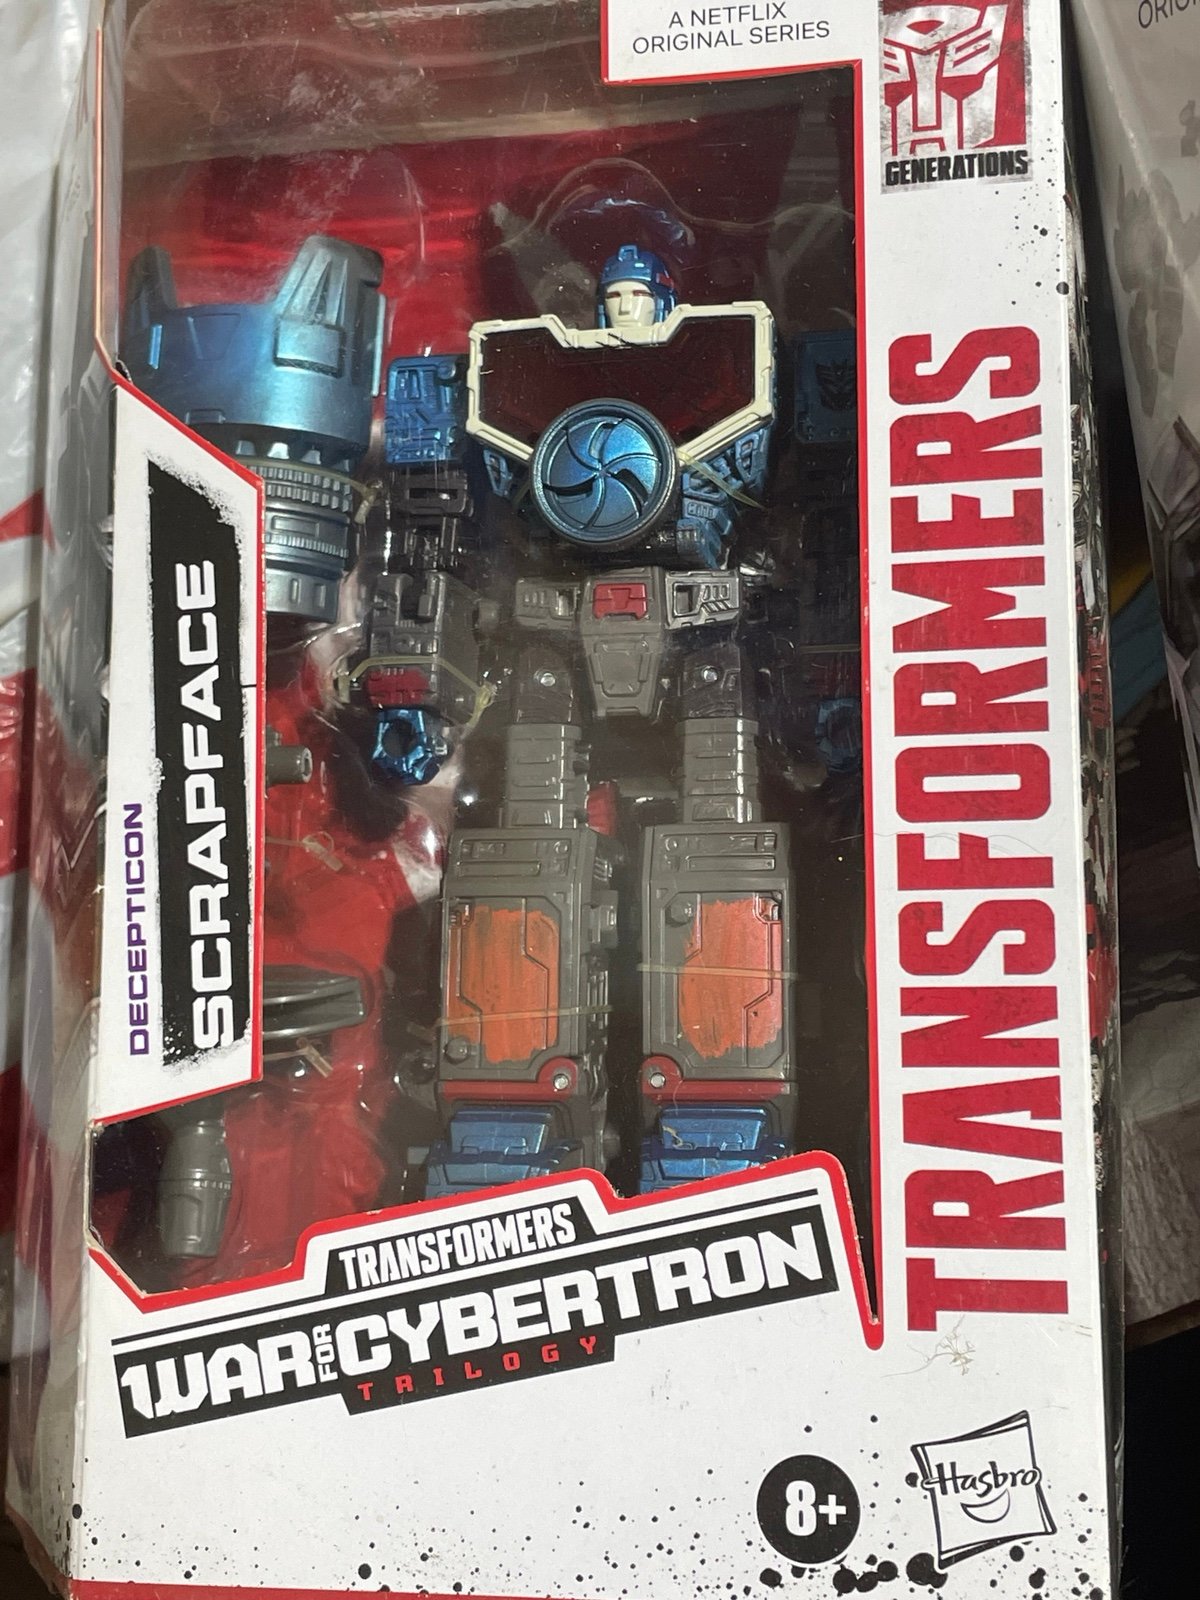 A NETFLIX
ORIGINAL SERIES
GENERATIONS
TRANSFORMERS
DECEPTICON
SCRAPFACE
TRANSFORMERS
WAR FOR CYBERTRON
TRILOGY
8+
Hasbro